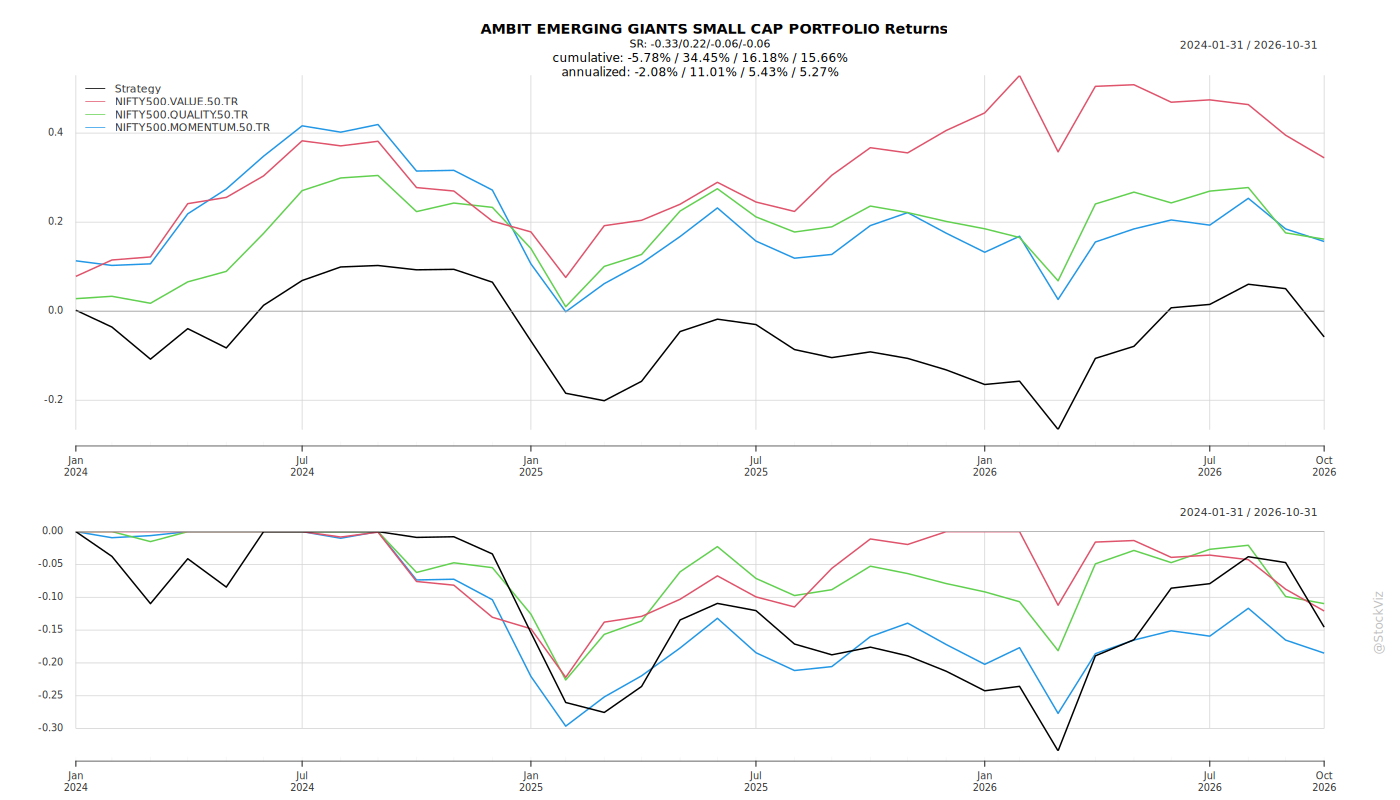 AMBIT EMERGING GIANTS SMALL CAP PORTFOLIO Returns
SR: -0.33/0.22/-0.06/-0.06
cumulative: -5.78% / 34.45% / 16.18% / 15.66%
annualized: -2.08% / 11.01% / 5.43% / 5.27%
2024-01-31 / 2026-10-31
Strategy
NIFTY500.VALUE.50.TR
NIFTY500.QUALITY.50.TR
NIFTY500.MOMENTUM.50.TR
0.4
0.2
0.0
-0.2
Jan 2024
Jul 2024
Jan 2025
Jul 2025
Jan 2026
Jul 2026
Oct 2026
2024-01-31 / 2026-10-31
0.00
-0.05
-0.10
-0.15
-0.20
-0.25
-0.30
Jan 2024
Jul 2024
Jan 2025
Jul 2025
Jan 2026
Jul 2026
Oct 2026
@StockViz